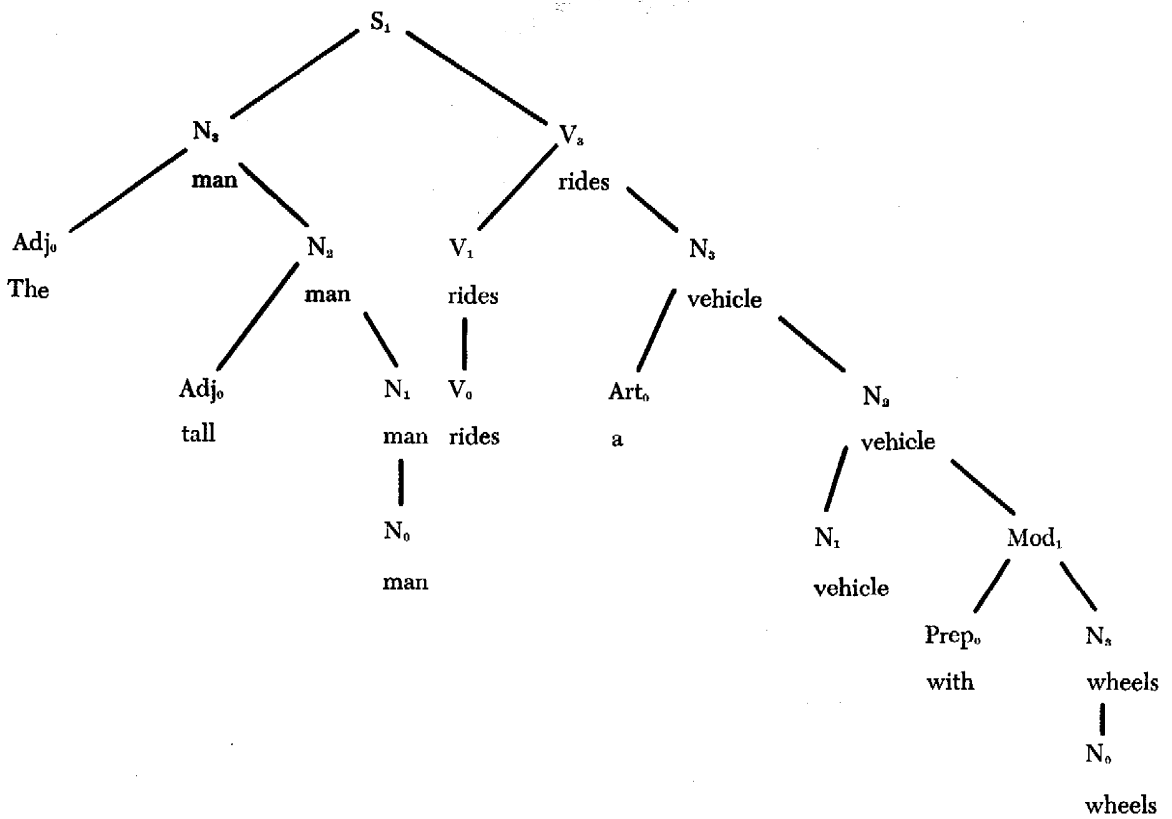 S₁
N₃ V₃
man rides
Adj₀ N₂ V₁ N₃
The man rides vehicle
Adj₀ N₁ V₀ Art₀ N₂
tall man rides a vehicle
N₀ N₁ Mod₁
man vehicle
Prep₀ N₃
with wheels
N₀
wheels